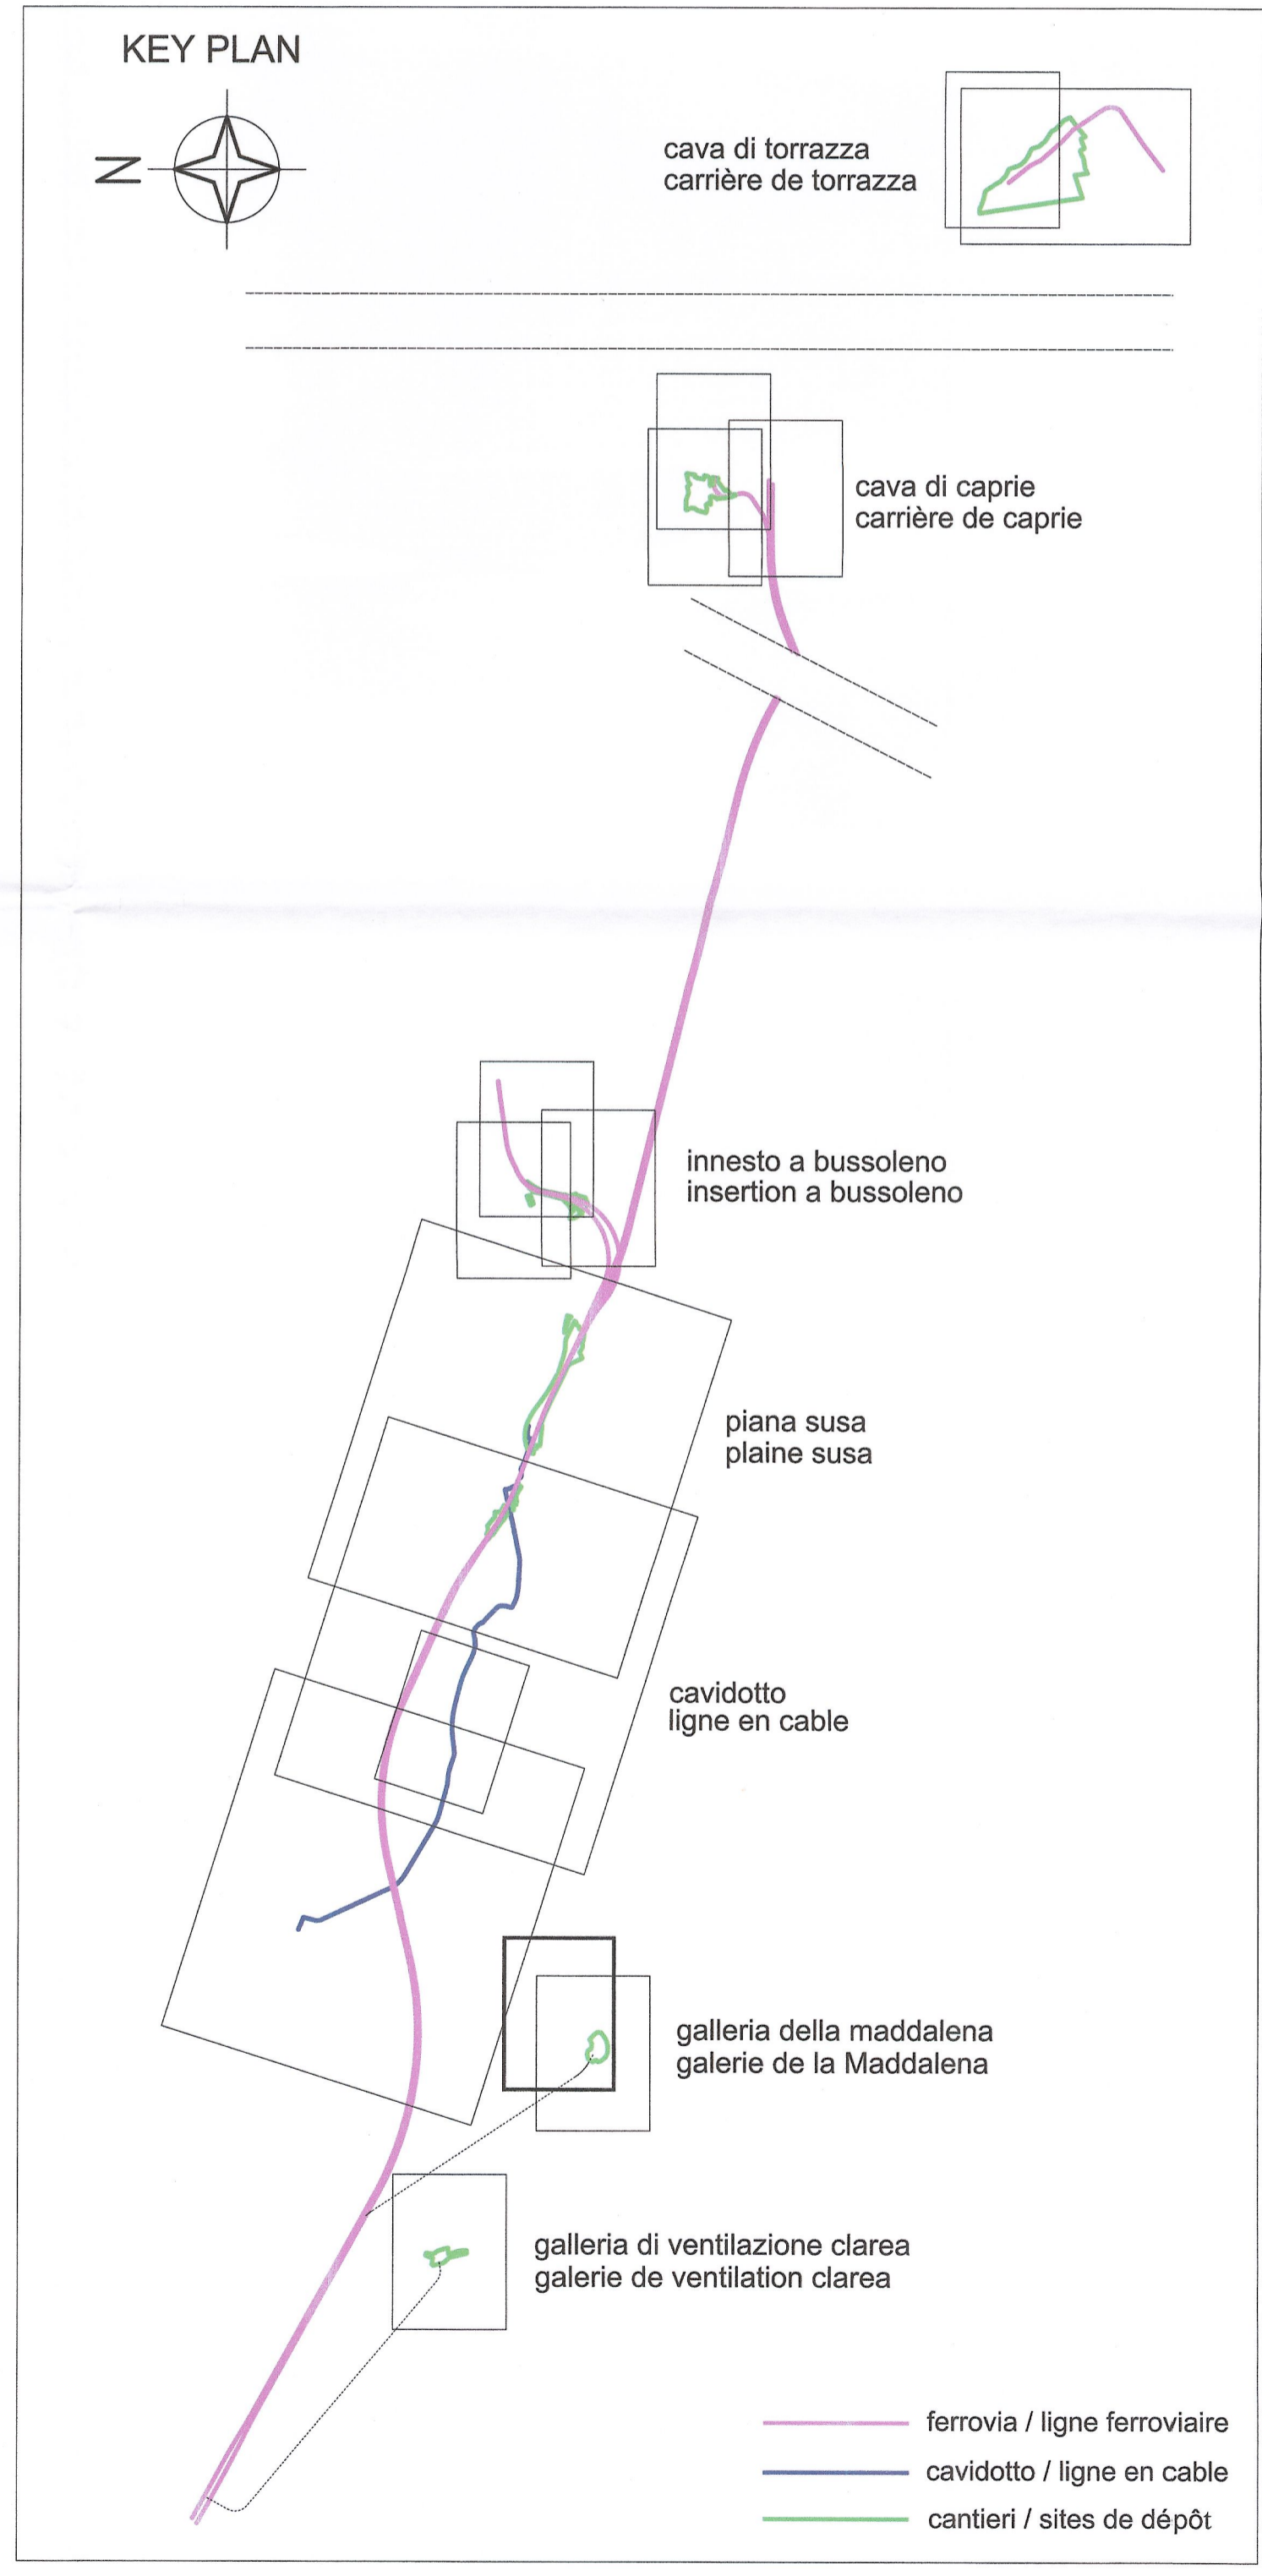 KEY PLAN
N
cava di torrazza
carrière de torrazza
cava di caprie
carrière de caprie
innesto a bussoleno
insertion a bussoleno
piana susa
plaine susa
cavidotto
ligne en cable
galleria della maddalena
galerie de la Maddalena
galleria di ventilazione clarea
galerie de ventilation clarea
ferrovia / ligne ferroviaire
cavidotto / ligne en cable
cantieri / sites de dépôt